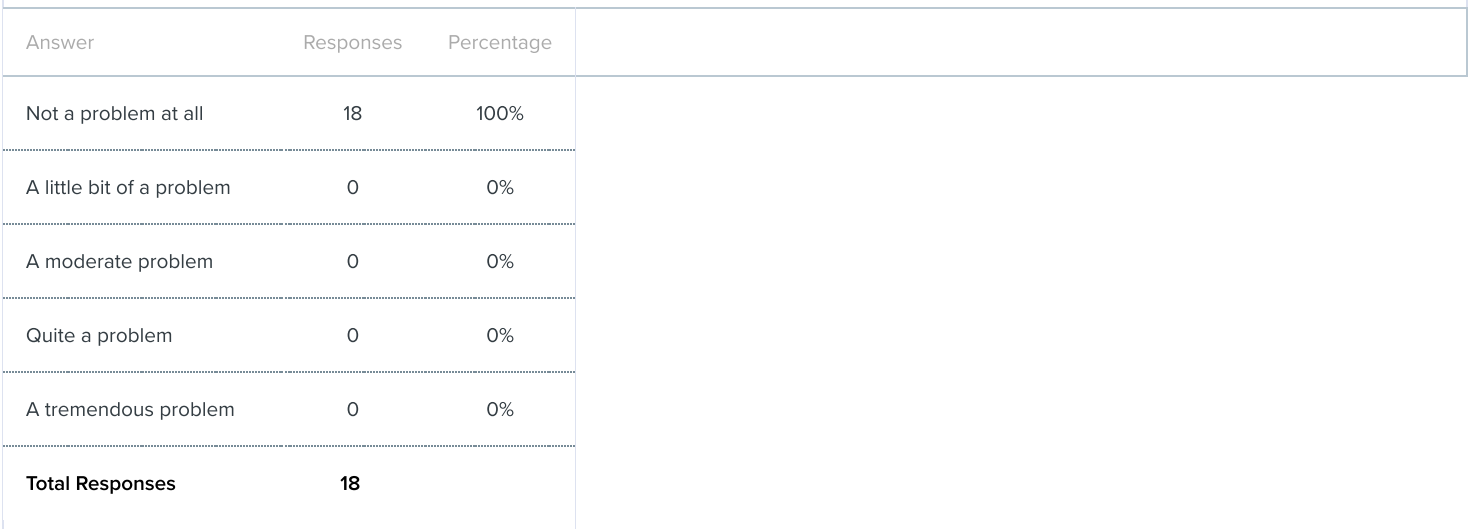 Answer Responses Percentage
Not a problem at all 18 100%
A little bit of a problem 0 0%
A moderate problem 0 0%
Quite a problem 0 0%
A tremendous problem 0 0%
Total Responses 18